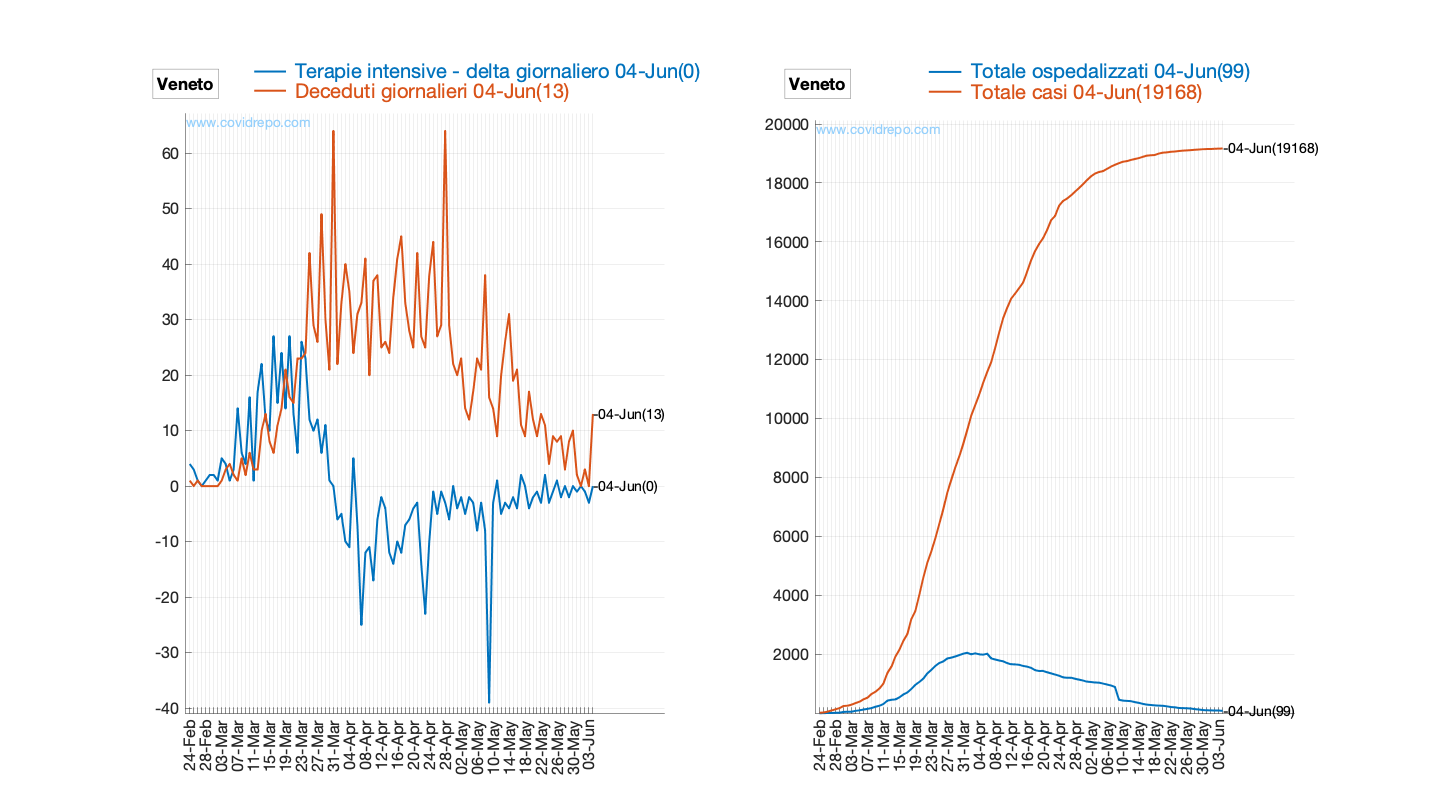 Veneto
Terapie intensive - delta giornaliero 04-Jun(0)
Deceduti giornalieri 04-Jun(13)
www.covidrepo.com
60
50
40
30
20
10
0
-10
-20
-30
-40
04-Jun(13)
04-Jun(0)
24-Feb
28-Feb
03-Mar
07-Mar
11-Mar
15-Mar
19-Mar
23-Mar
27-Mar
31-Mar
04-Apr
08-Apr
12-Apr
16-Apr
20-Apr
24-Apr
28-Apr
02-May
06-May
10-May
14-May
18-May
22-May
26-May
30-May
03-Jun
Veneto
Totale ospedalizzati 04-Jun(99)
Totale casi 04-Jun(19168)
www.covidrepo.com
20000
18000
16000
14000
12000
10000
8000
6000
4000
2000
04-Jun(19168)
04-Jun(99)
24-Feb
28-Feb
03-Mar
07-Mar
11-Mar
15-Mar
19-Mar
23-Mar
27-Mar
31-Mar
04-Apr
08-Apr
12-Apr
16-Apr
20-Apr
24-Apr
28-Apr
02-May
06-May
10-May
14-May
18-May
22-May
26-May
30-May
03-Jun